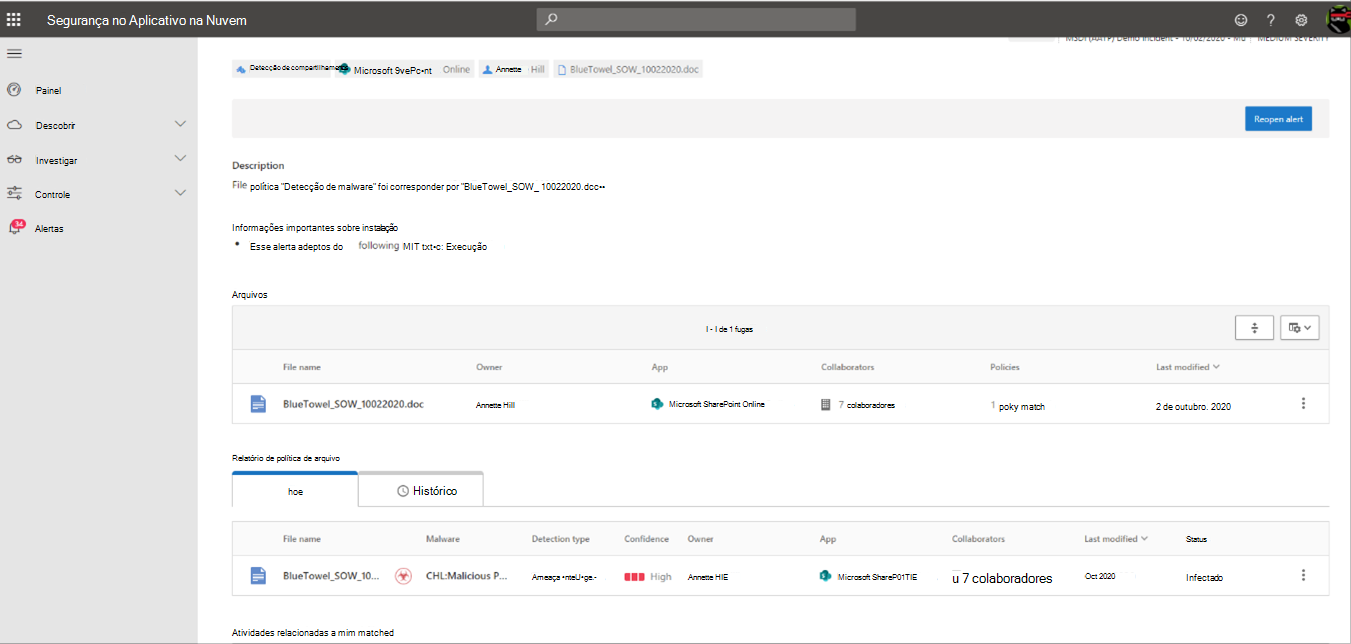 Segurança no Aplicativo na Nuvem
MSDI (AATP) Demo Incident - 10/02/2020 - Mu MEDIUM SEVERITY
Detecção de compartilhame Microsoft 9vePc•nt Online Annette Hill BlueTowel_SOW_10022020.doc
Painel
Reopen alert
Descobrir
Investigar
Controle
34
Alertas
Description
File política "Detecção de malware" foi corresponder por "BlueTowel_SOW_ 10022020.dcc••
Informações importantes sobre instalação
• Esse alerta adeptos do following MIT txt•c: Execução
Arquivos
I - I de 1 fugas
File name Owner App Collaborators Policies Last modified
BlueTowel_SOW_10022020.doc Annette Hill Microsoft SharePoint Online 7 colaboradores 1 poky match 2 de outubro. 2020
Relatório de política de arquivo
hoe Histórico
File name Malware Detection type Confidence Owner App Collaborators Last modified Status
BlueTowel_SOW_10... CHL:Malicious P... Ameaça •nteU•ge.- High Annette HIE Microsoft ShareP01TIE u 7 colaboradores Oct 2020 Infectado
Atividades relacionadas a mim matched